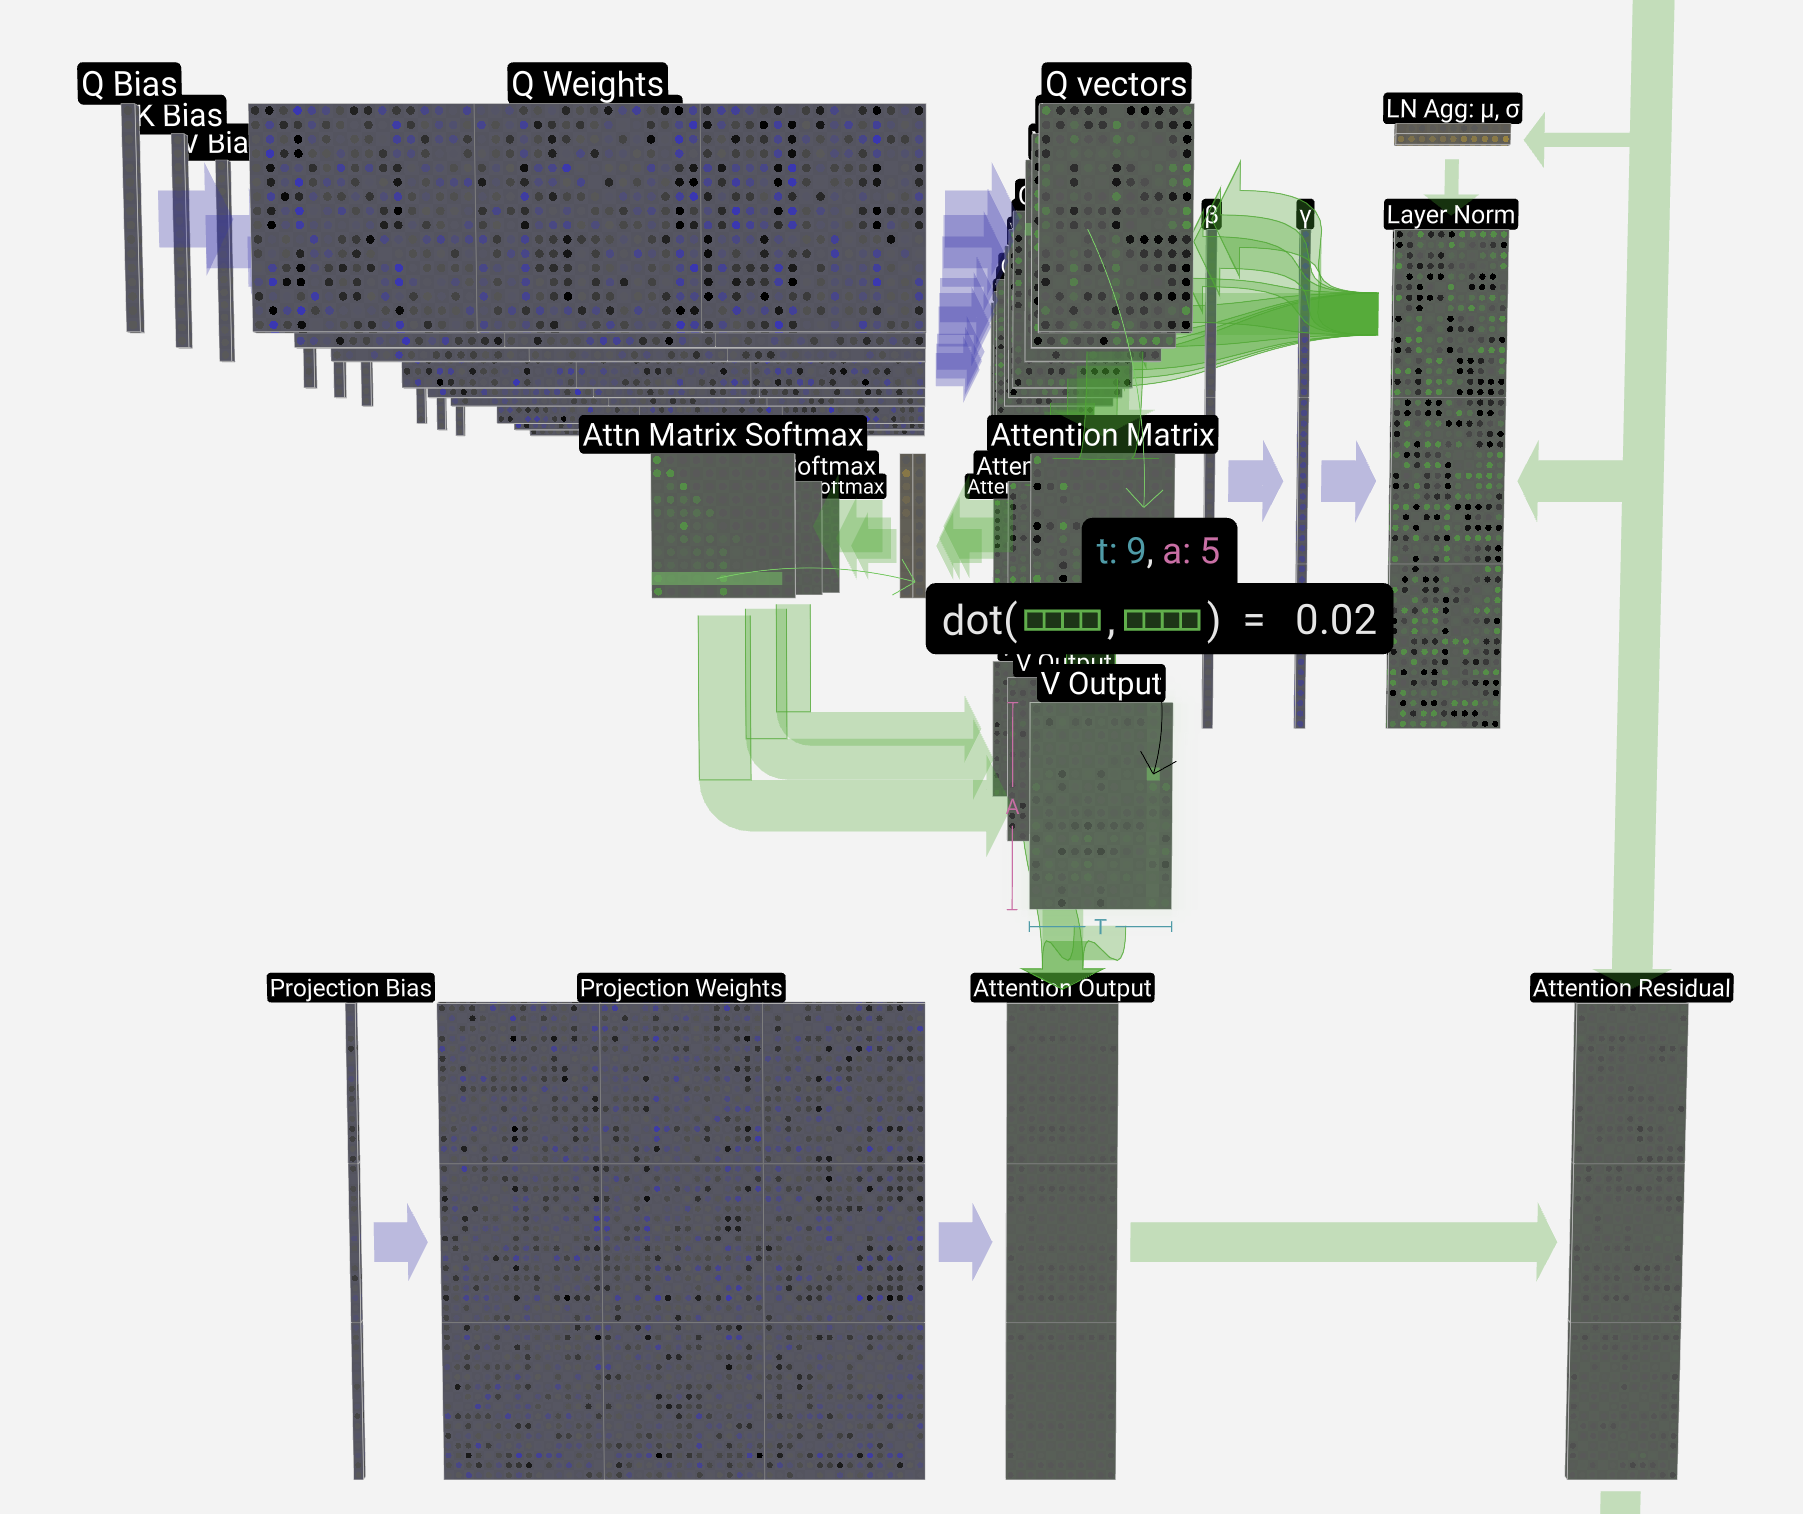 Q Bias
Q Weights
Q vectors
LN Agg: μ, σ
K Bias
V Bia
β
γ
Layer Norm
Attn Matrix Softmax
Attention Matrix
oftmax
Atter
oftmax
Atter
t: 9, a: 5
dot( , ) = 0.02
V Output
V Output
A
T
Projection Bias
Projection Weights
Attention Output
Attention Residual